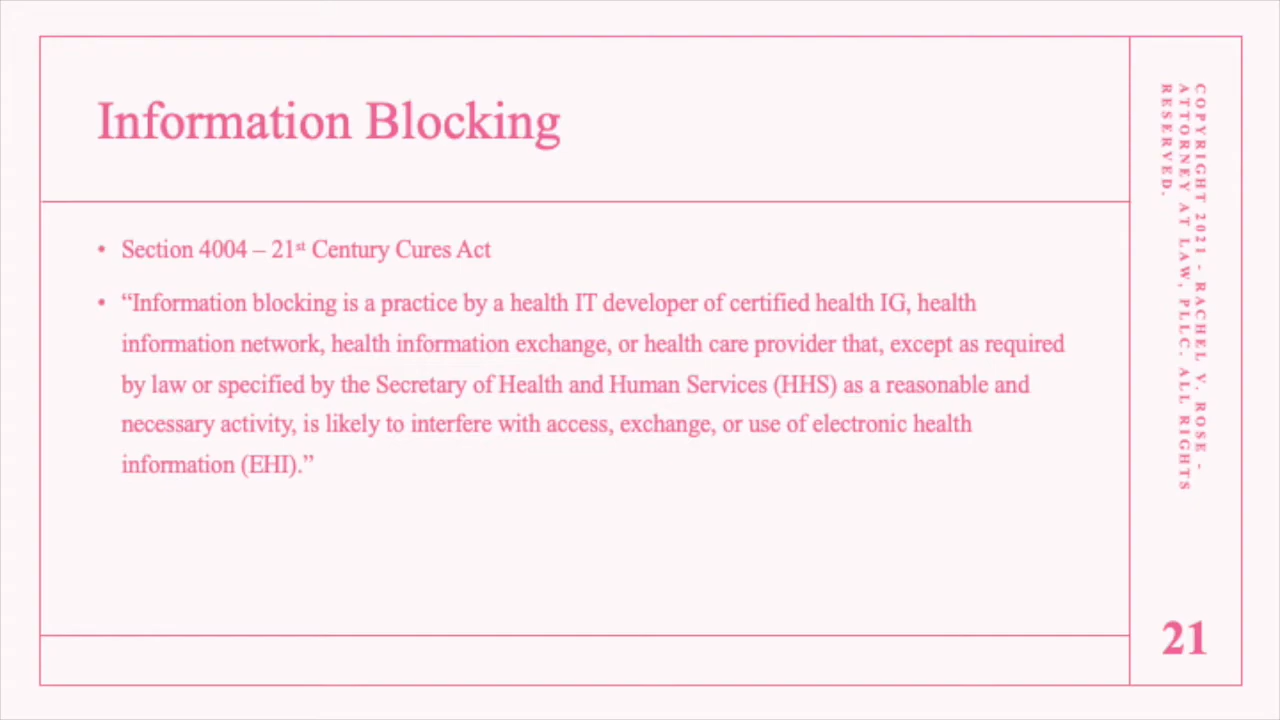 Information Blocking
• Section 4004 – 21st Century Cures Act
• “Information blocking is a practice by a health IT developer of certified health IG, health
information network, health information exchange, or health care provider that, except as required
by law or specified by the Secretary of Health and Human Services (HHS) as a reasonable and
necessary activity, is likely to interfere with access, exchange, or use of electronic health
information (EHI).”
COPYRIGHT 2021 - RACHEL V. ROSE -
ATTORNEY AT LAW, PLLC. ALL RIGHTS
RESERVED.
21